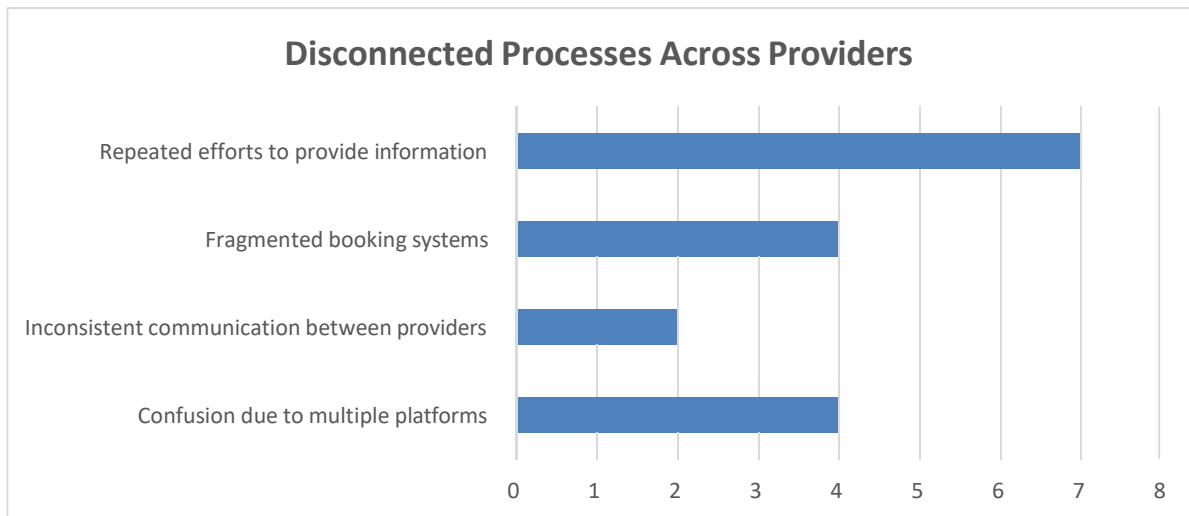 Disconnected Processes Across Providers
Repeated efforts to provide information
Fragmented booking systems
Inconsistent communication between providers
Confusion due to multiple platforms
0 1 2 3 4 5 6 7 8